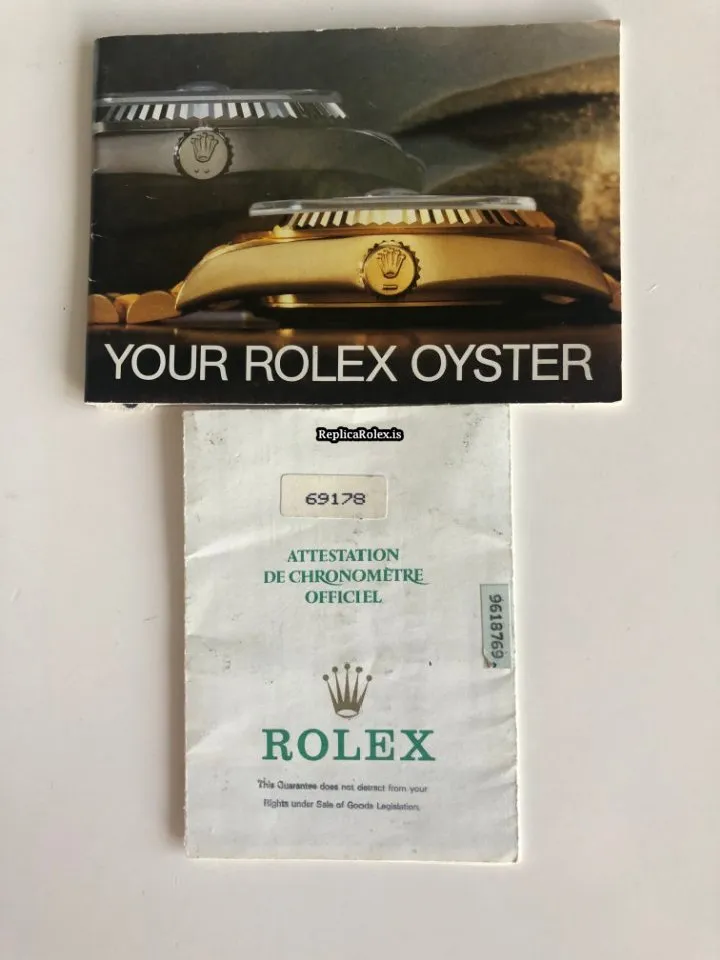 YOUR ROLEX OYSTER
ReplicaRolex.is
69178
ATTESTATION
DE CHRONOMÈTRE
OFFICIEL
9618769
ROLEX
This Guarantee does not detract from your
Rights under Sale of Goods Legislation.